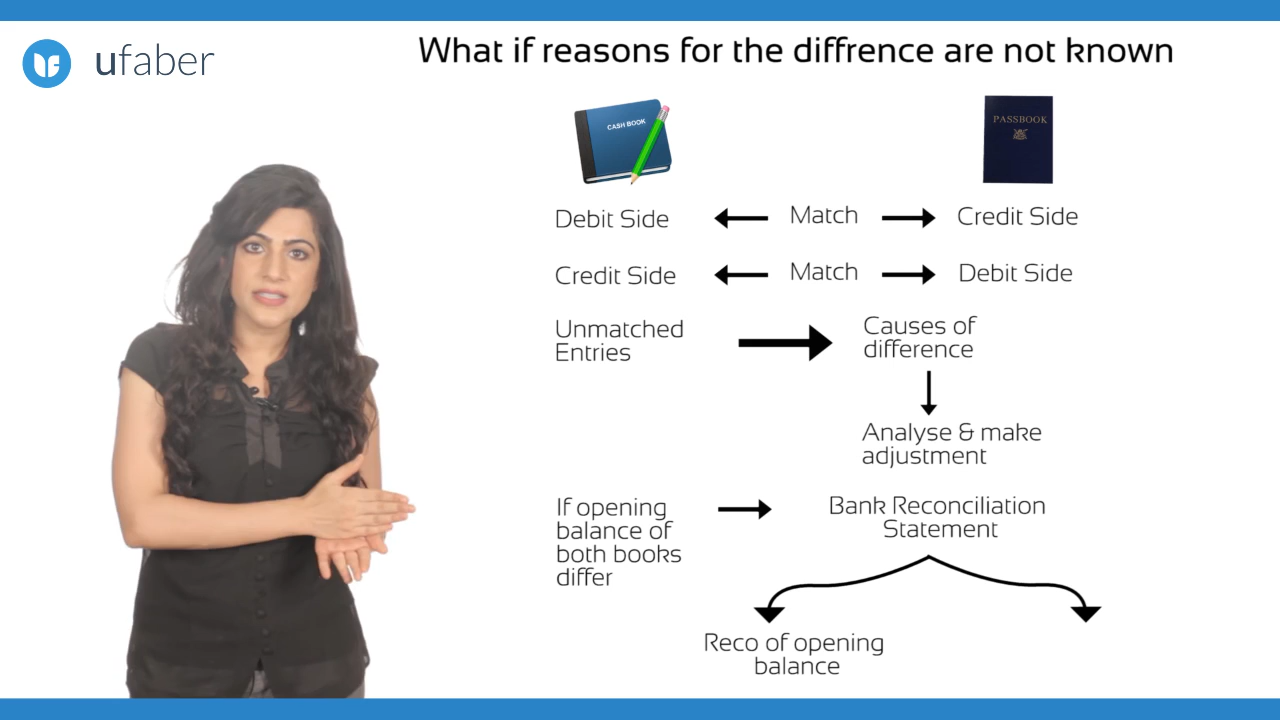 ufaber
What if reasons for the diffrence are not known
CASH BOOK
PASSBOOK
Debit Side
Match
Credit Side
Credit Side
Match
Debit Side
Unmatched
Entries
Causes of
difference
Analyse & make
adjustment
If opening
balance of
both books
differ
Bank Reconciliation
Statement
Reco of opening
balance